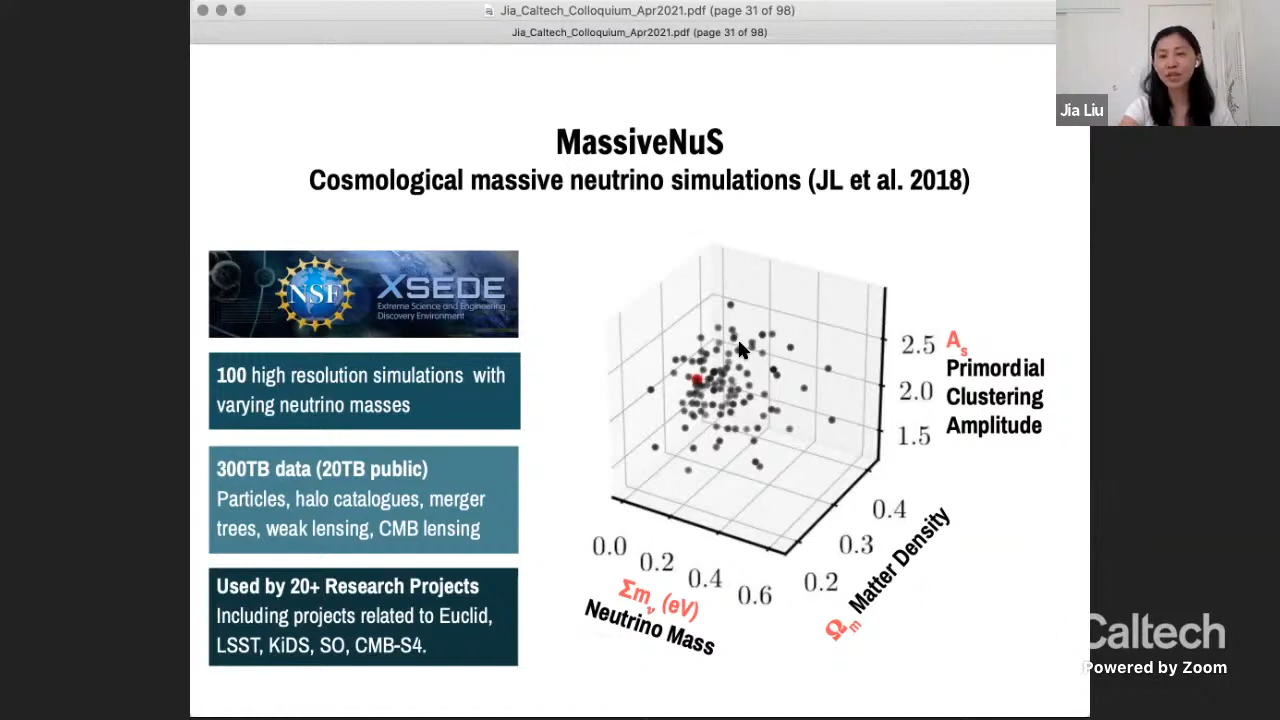 Jia_Caltech_Colloquium_Apr2021.pdf (page 31 of 98)
Jia_Caltech_Colloquium_Apr2021.pdf (page 31 of 98)
Jia Liu
MassiveNuS
Cosmological massive neutrino simulations (JL et al. 2018)
NSF
XSEDE
Extreme Science and Engineering
Discovery Environment
100 high resolution simulations with
varying neutrino masses
300TB data (20TB public)
Particles, halo catalogues, merger
trees, weak lensing, CMB lensing
Used by 20+ Research Projects
Including projects related to Euclid,
LSST, KiDS, SO, CMB-S4.
2.5
2.0
1.5
As
Primordial
Clustering
Amplitude
0.4
0.3
0.2
Ωm Matter Density
0.0
0.2
0.4
0.6
Σmν (eV)
Neutrino Mass
Caltech
Powered by Zoom